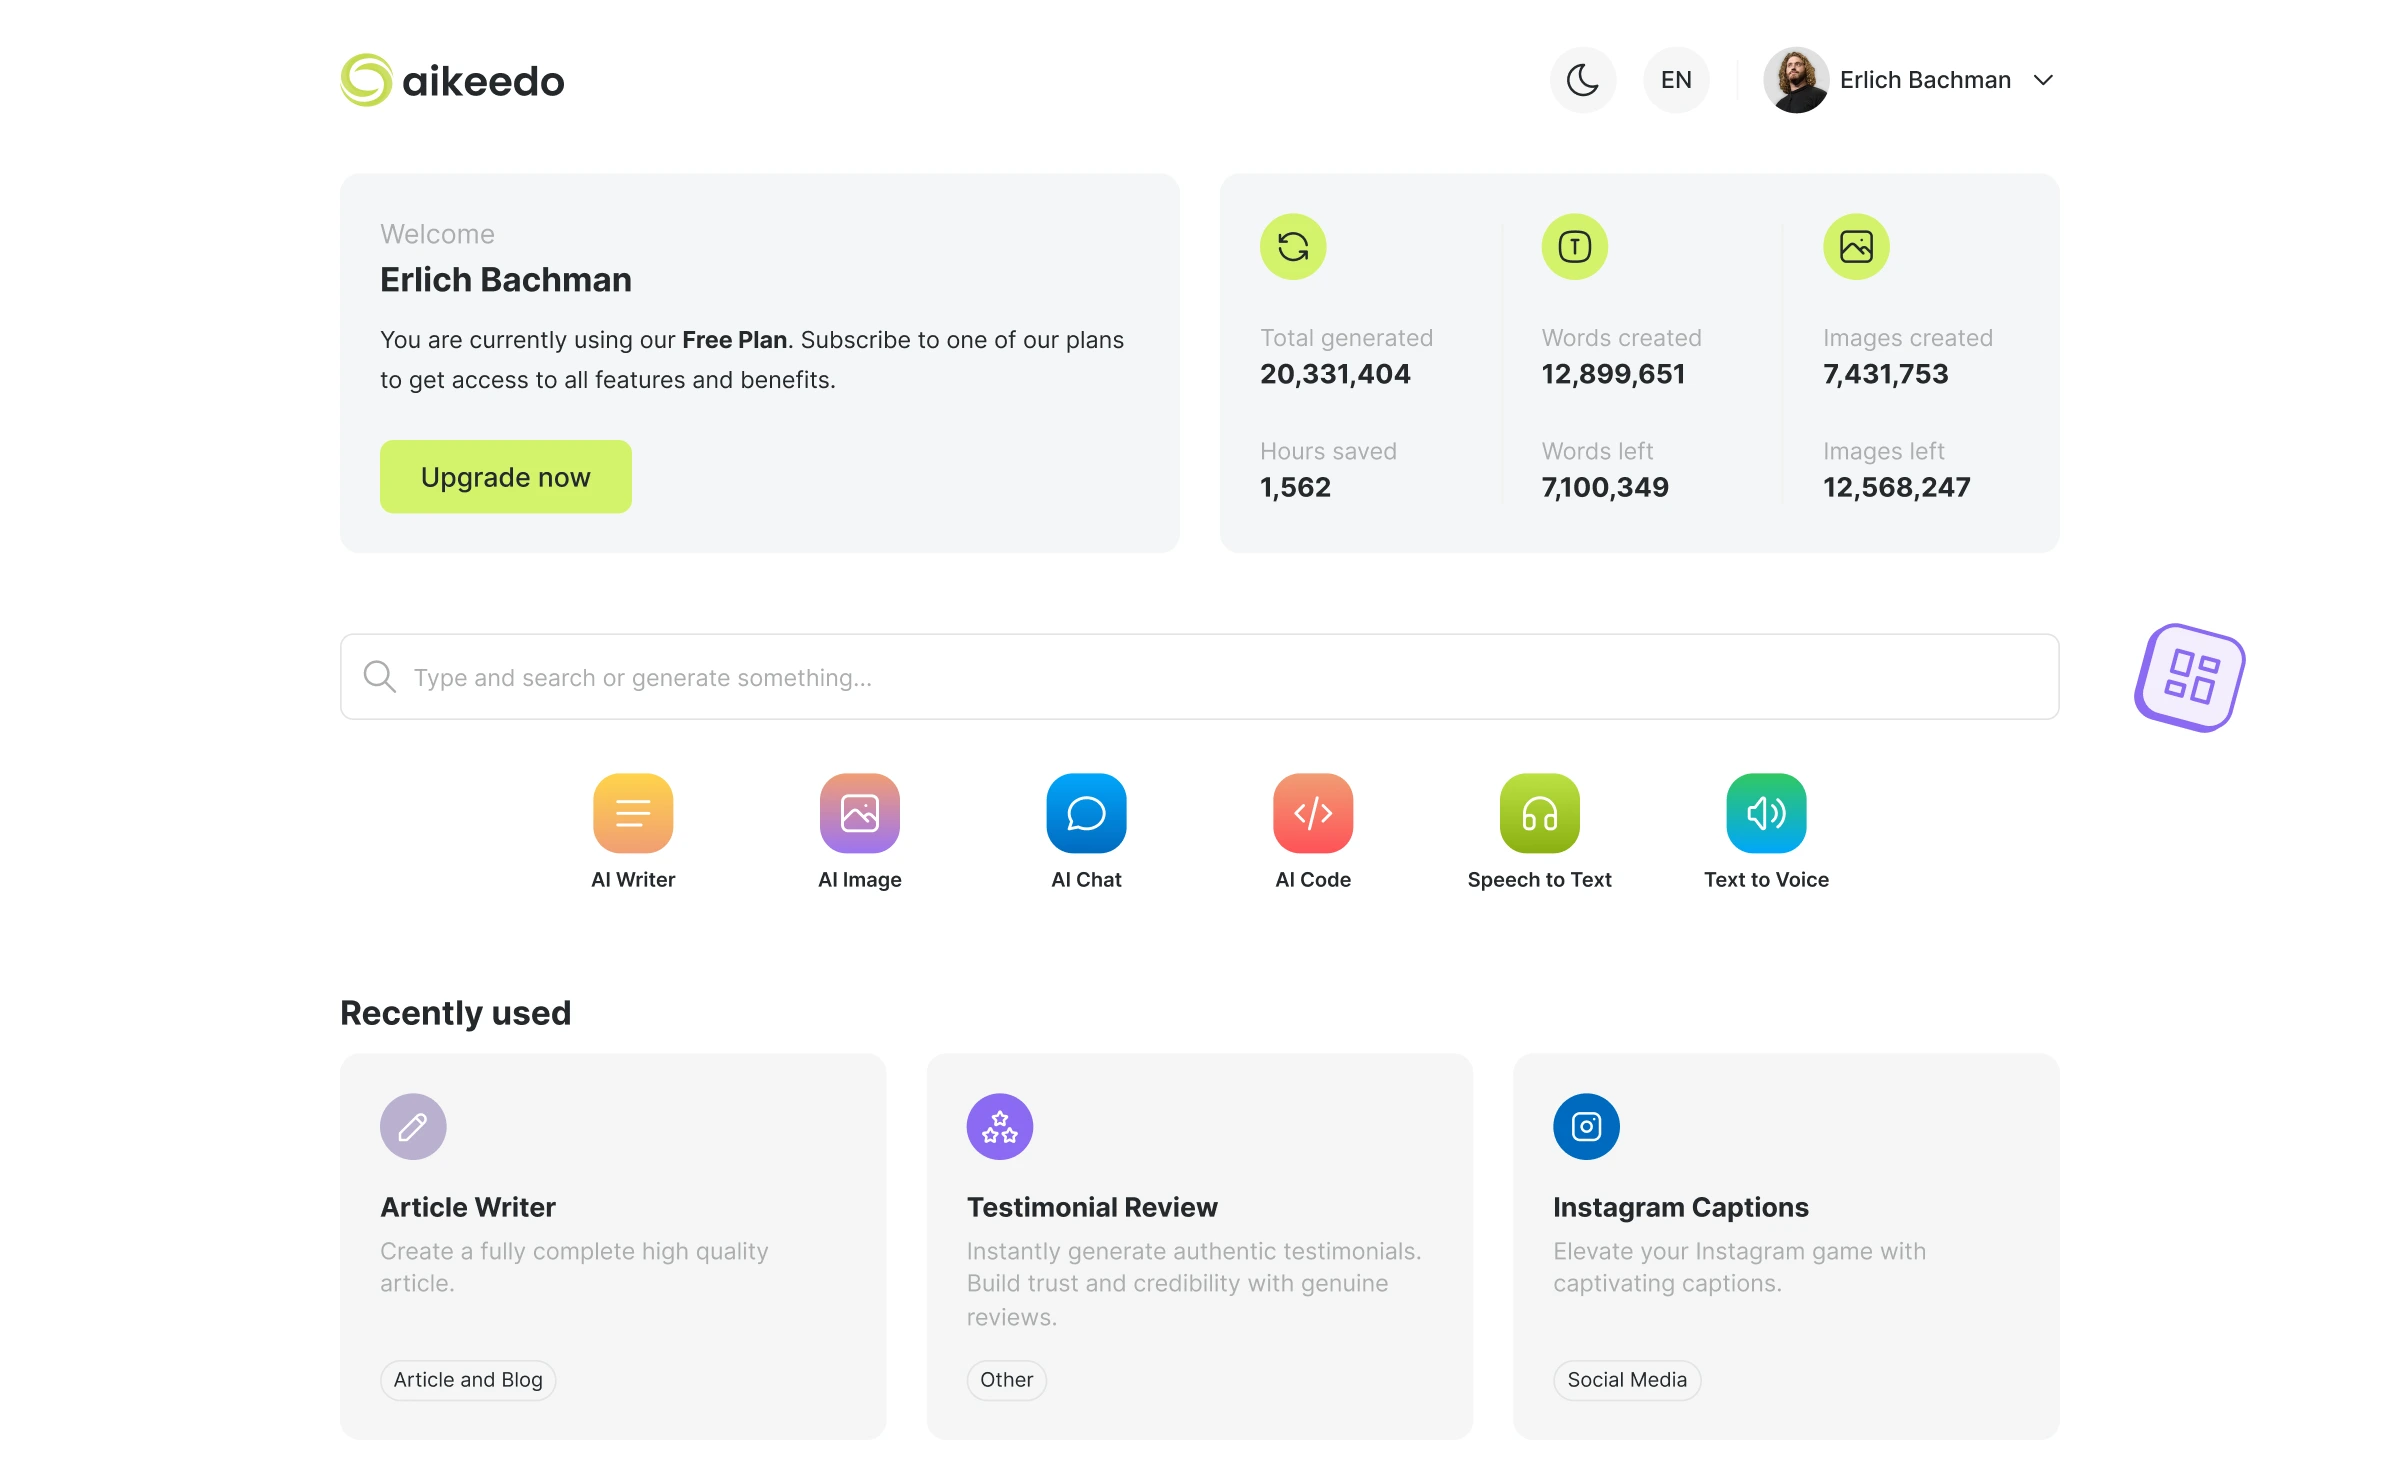 aikeedo
EN
Erlich Bachman
Welcome
Erlich Bachman
You are currently using our Free Plan. Subscribe to one of our plans
to get access to all features and benefits.
Upgrade now
Total generated
20,331,404
Hours saved
1,562
Words created
12,899,651
Words left
7,100,349
Images created
7,431,753
Images left
12,568,247
Type and search or generate something...
AI Writer
AI Image
AI Chat
AI Code
Speech to Text
Text to Voice
Recently used
Article Writer
Create a fully complete high quality
article.
Article and Blog
Testimonial Review
Instantly generate authentic testimonials.
Build trust and credibility with genuine
reviews.
Other
Instagram Captions
Elevate your Instagram game with
captivating captions.
Social Media